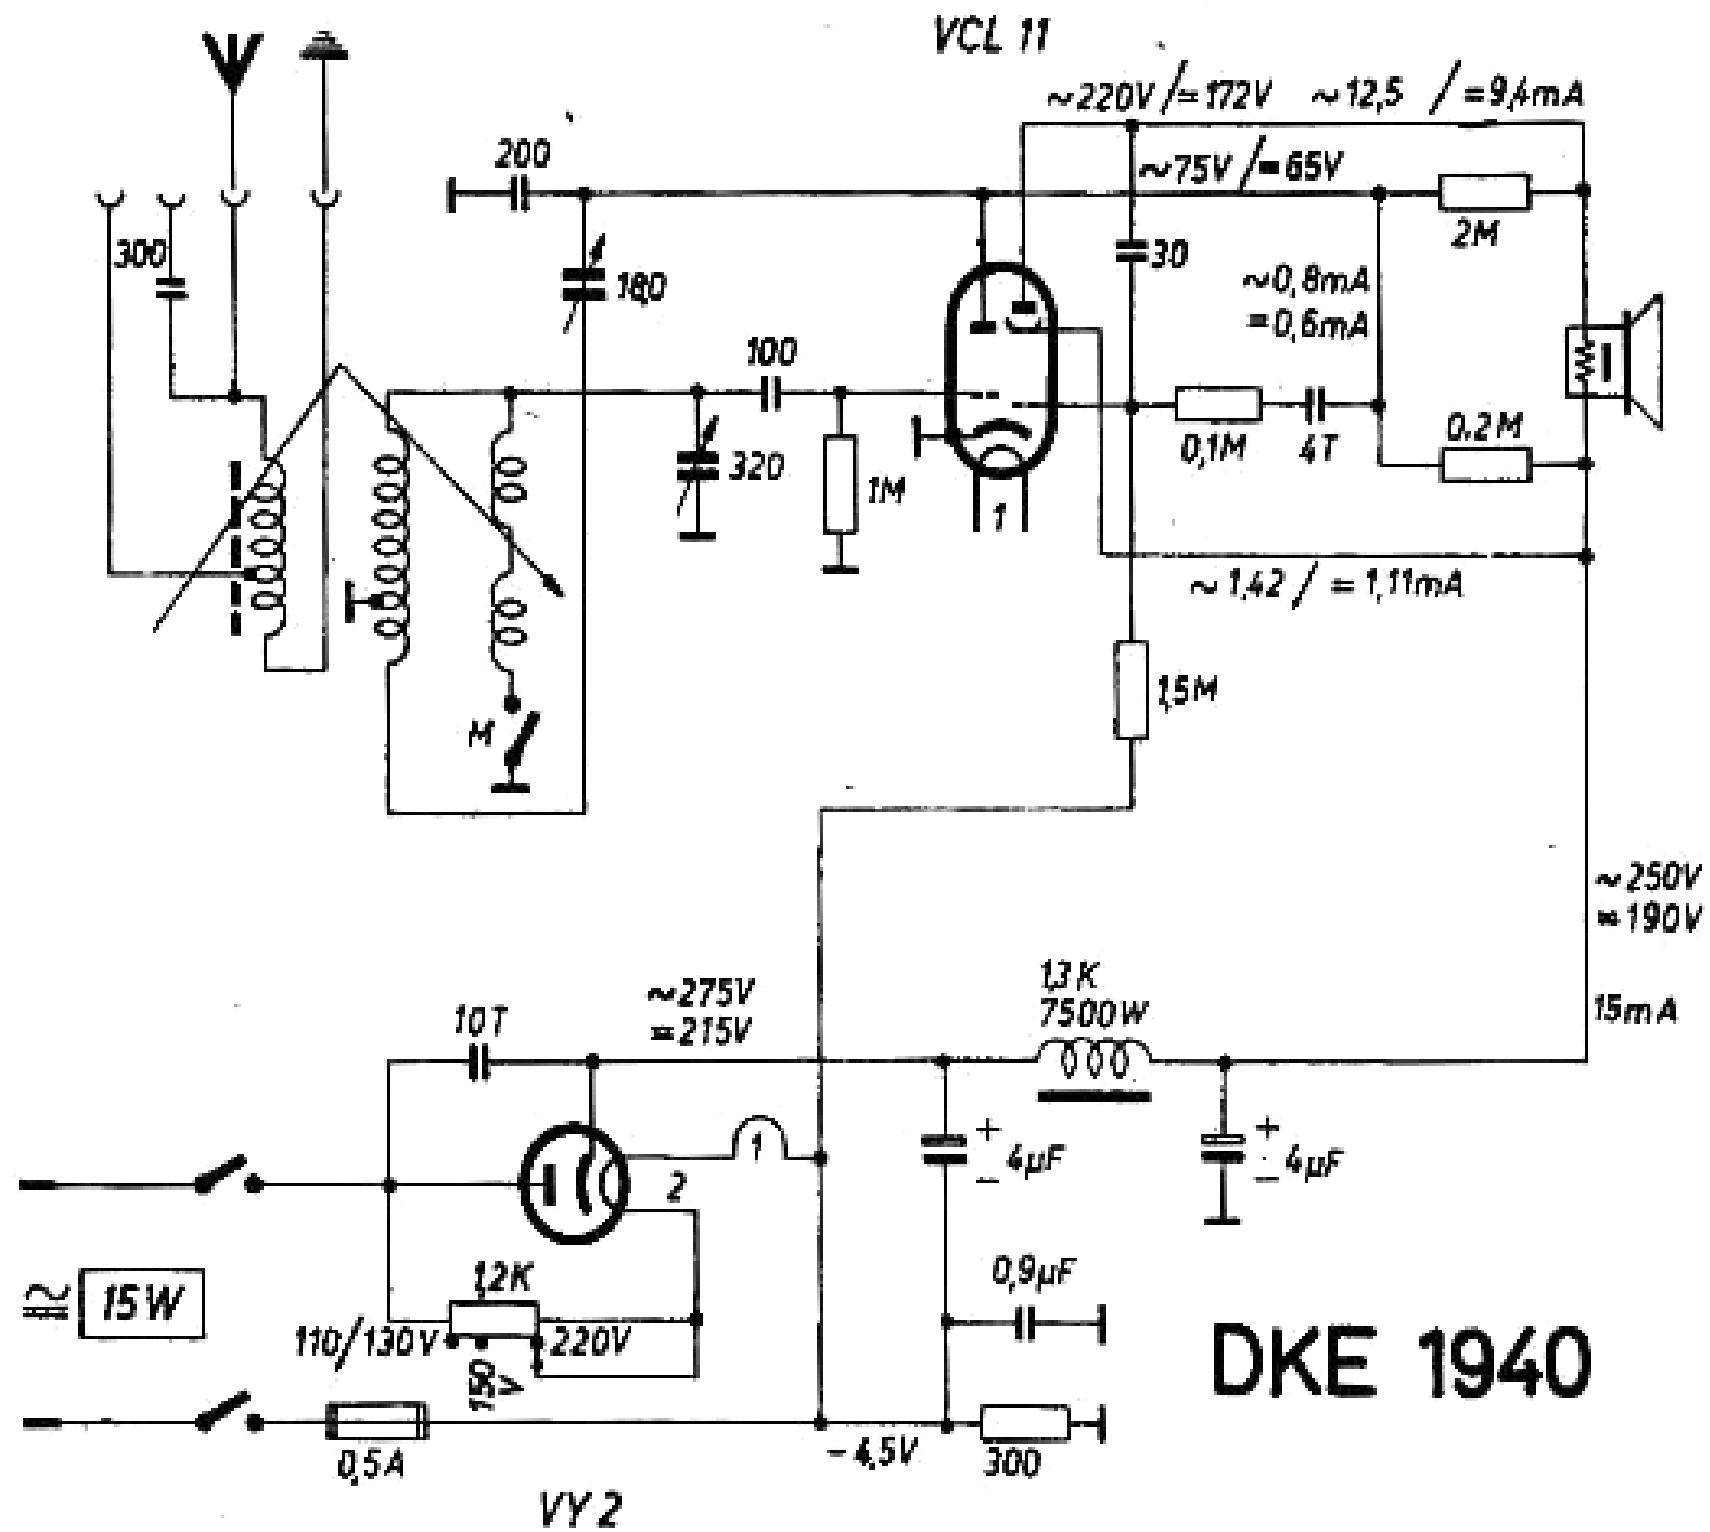 VCL 11
~220V/=172V ~12,5 /=9,4mA
200
~75V/=65V
2M
300
180
30
~0,8mA
=0,6mA
100
320
1M
0,1M
4T
0.2M
1
~1,42 / = 1,11mA
1,5M
M
~250V
=190V
15mA
~275V
=215V
10T
1,3K
7500W
1
2
+
4µF
−
+
4µF
−
1,2K
0,9µF
≂ 15W
110/130V
150V
220V
DKE 1940
0,5A
-4,5V
300
VY 2